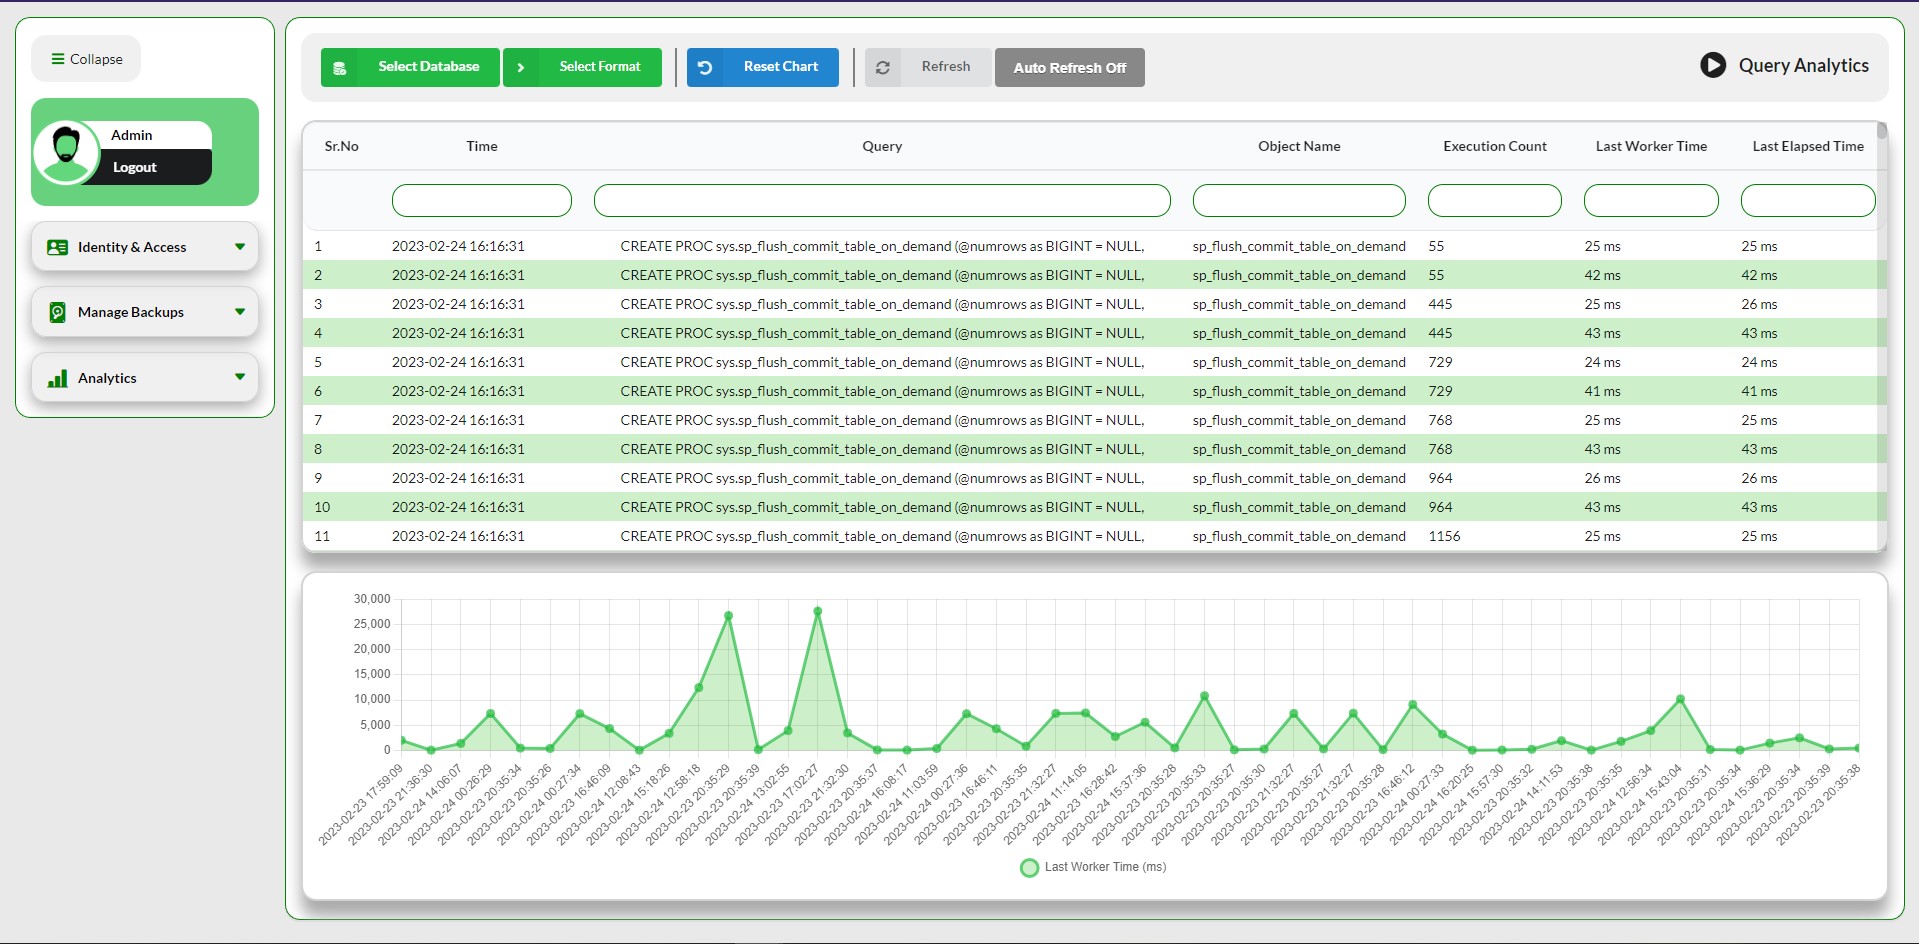 Collapse
Admin
Logout
Identity & Access
Manage Backups
Analytics
Select Database Select Format Reset Chart Refresh Auto Refresh Off Query Analytics
Sr.No Time Query Object Name Execution Count Last Worker Time Last Elapsed Time
1 2023-02-24 16:16:31 CREATE PROC sys.sp_flush_commit_table_on_demand (@numrows as BIGINT = NULL, sp_flush_commit_table_on_demand 55 25 ms 25 ms
2 2023-02-24 16:16:31 CREATE PROC sys.sp_flush_commit_table_on_demand (@numrows as BIGINT = NULL, sp_flush_commit_table_on_demand 55 42 ms 42 ms
3 2023-02-24 16:16:31 CREATE PROC sys.sp_flush_commit_table_on_demand (@numrows as BIGINT = NULL, sp_flush_commit_table_on_demand 445 25 ms 26 ms
4 2023-02-24 16:16:31 CREATE PROC sys.sp_flush_commit_table_on_demand (@numrows as BIGINT = NULL, sp_flush_commit_table_on_demand 445 43 ms 43 ms
5 2023-02-24 16:16:31 CREATE PROC sys.sp_flush_commit_table_on_demand (@numrows as BIGINT = NULL, sp_flush_commit_table_on_demand 729 24 ms 24 ms
6 2023-02-24 16:16:31 CREATE PROC sys.sp_flush_commit_table_on_demand (@numrows as BIGINT = NULL, sp_flush_commit_table_on_demand 729 41 ms 41 ms
7 2023-02-24 16:16:31 CREATE PROC sys.sp_flush_commit_table_on_demand (@numrows as BIGINT = NULL, sp_flush_commit_table_on_demand 768 25 ms 25 ms
8 2023-02-24 16:16:31 CREATE PROC sys.sp_flush_commit_table_on_demand (@numrows as BIGINT = NULL, sp_flush_commit_table_on_demand 768 43 ms 43 ms
9 2023-02-24 16:16:31 CREATE PROC sys.sp_flush_commit_table_on_demand (@numrows as BIGINT = NULL, sp_flush_commit_table_on_demand 964 26 ms 26 ms
10 2023-02-24 16:16:31 CREATE PROC sys.sp_flush_commit_table_on_demand (@numrows as BIGINT = NULL, sp_flush_commit_table_on_demand 964 43 ms 43 ms
11 2023-02-24 16:16:31 CREATE PROC sys.sp_flush_commit_table_on_demand (@numrows as BIGINT = NULL, sp_flush_commit_table_on_demand 1156 25 ms 25 ms
30,000
25,000
20,000
15,000
10,000
5,000
0
2023-02-23 17:59:09
2023-02-23 21:36:30
2023-02-24 14:06:07
2023-02-24 00:26:29
2023-02-23 20:35:34
2023-02-23 20:35:26
2023-02-24 00:27:34
2023-02-23 16:46:09
2023-02-24 12:08:43
2023-02-24 15:18:26
2023-02-24 12:58:18
2023-02-23 20:35:29
2023-02-23 20:35:39
2023-02-24 13:02:55
2023-02-23 17:02:27
2023-02-23 21:32:30
2023-02-23 20:35:37
2023-02-24 16:08:17
2023-02-24 11:03:59
2023-02-24 00:27:36
2023-02-23 16:46:11
2023-02-23 20:35:35
2023-02-23 21:32:27
2023-02-24 11:14:05
2023-02-23 16:28:42
2023-02-24 15:37:36
2023-02-23 20:35:28
2023-02-23 20:35:33
2023-02-23 20:35:27
2023-02-23 20:35:30
2023-02-23 21:32:27
2023-02-23 20:35:27
2023-02-23 21:32:27
2023-02-23 20:35:28
2023-02-23 16:46:12
2023-02-24 00:27:33
2023-02-24 16:20:25
2023-02-24 15:57:30
2023-02-23 20:35:32
2023-02-24 14:11:53
2023-02-23 20:35:38
2023-02-23 20:35:35
2023-02-24 12:56:34
2023-02-24 15:43:04
2023-02-23 20:35:31
2023-02-23 20:35:34
2023-02-24 15:36:29
2023-02-23 20:35:34
2023-02-23 20:35:39
2023-02-23 20:35:38
Last Worker Time (ms)